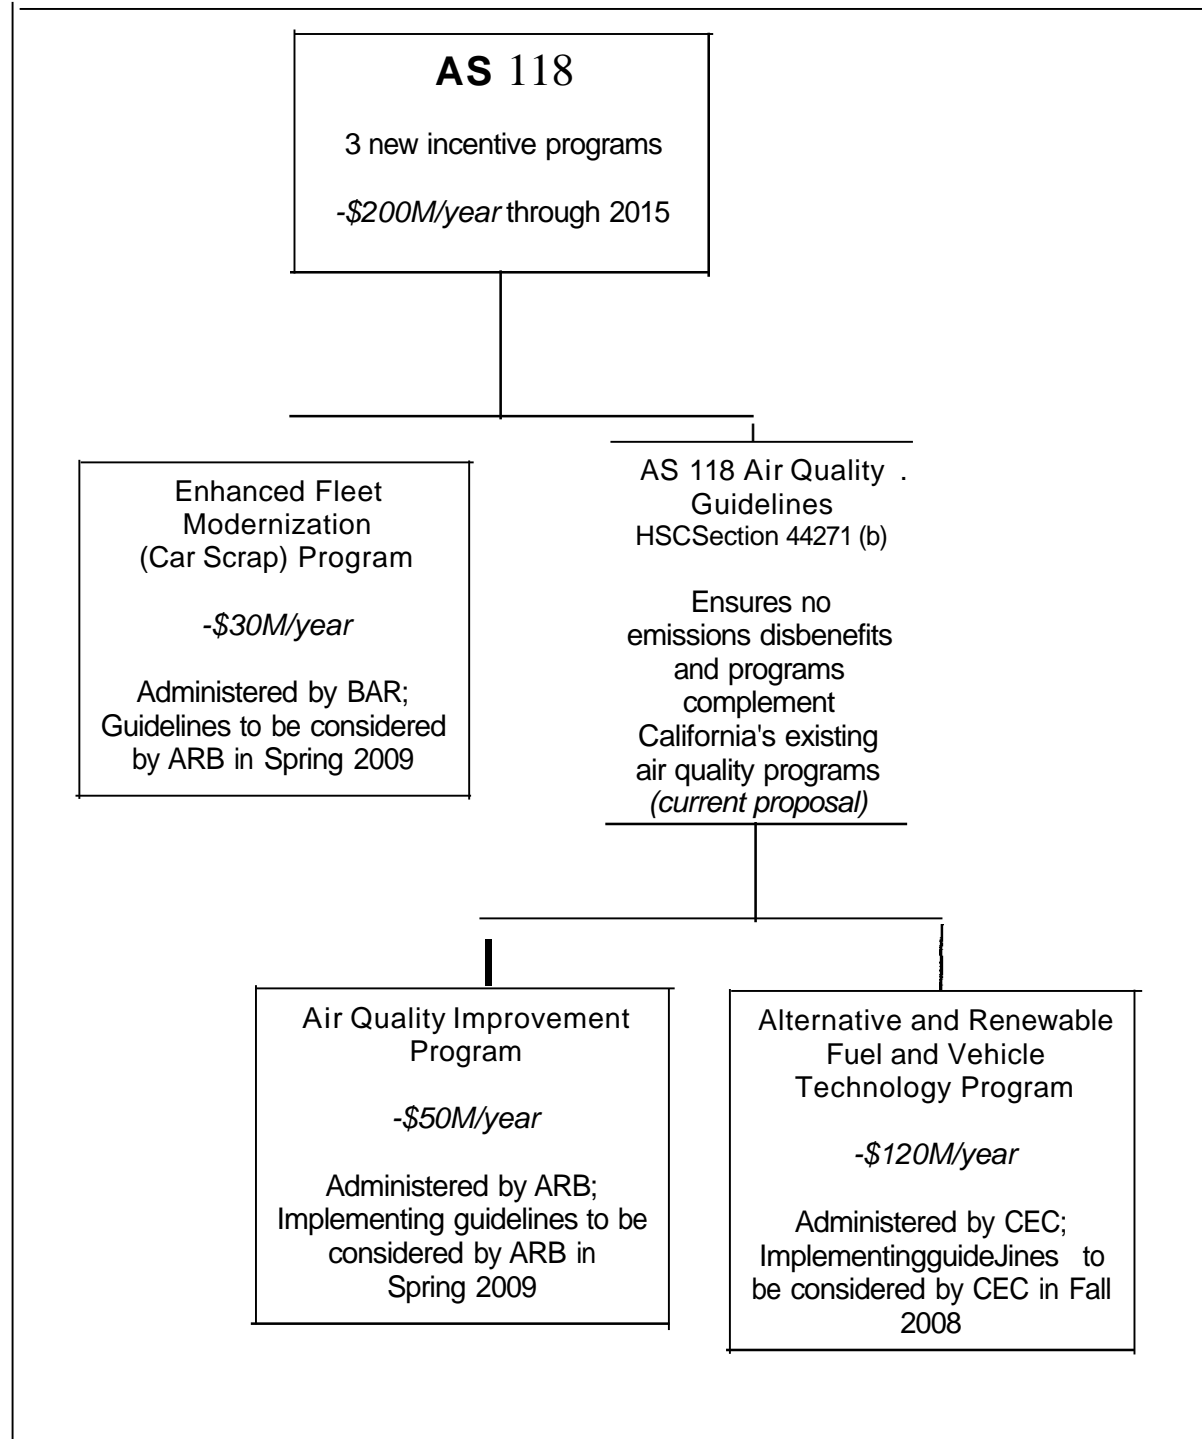 AS 118
3 new incentive programs
-$200M/year through 2015
Enhanced Fleet
Modernization
(Car Scrap) Program
-$30M/year
Administered by BAR;
Guidelines to be considered
by ARB in Spring 2009
AS 118 Air Quality .
Guidelines
HSCSection 44271 (b)
Ensures no
emissions disbenefits
and programs
complement
California's existing
air quality programs
(current proposal)
Air Quality Improvement
Program
-$50M/year
Administered by ARB;
Implementing guidelines to be
considered by ARB in
Spring 2009
Alternative and Renewable
Fuel and Vehicle
Technology Program
-$120M/year
Administered by CEC;
ImplementingguideJines to
be considered by CEC in Fall
2008